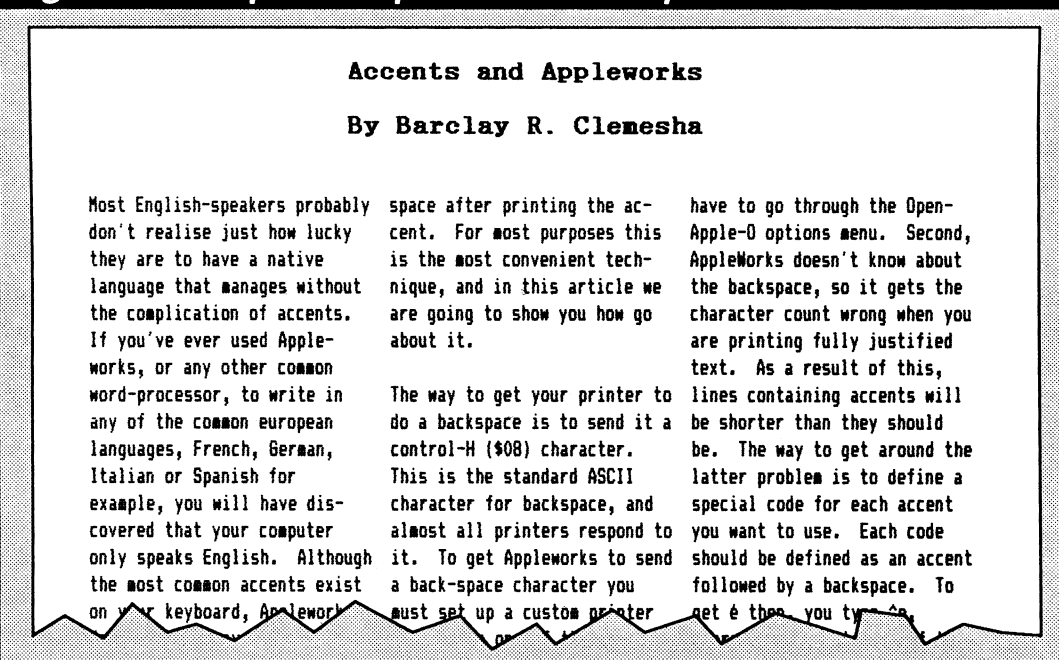 Accents and Appleworks
By Barclay R. Clemesha
Most English-speakers probably
don't realise just how lucky
they are to have a native
language that manages without
the complication of accents.
If you've ever used Apple-
works, or any other common
word-processor, to write in
any of the common european
languages, French, German,
Italian or Spanish for
example, you will have dis-
covered that your computer
only speaks English.  Although
the most common accents exist
on your keyboard, Applework
space after printing the ac-
cent.  For most purposes this
is the most convenient tech-
nique, and in this article we
are going to show you how go
about it.
The way to get your printer to
do a backspace is to send it a
control-H ($08) character.
This is the standard ASCII
character for backspace, and
almost all printers respond to
it.  To get Appleworks to send
a back-space character you
must set up a custom printer
have to go through the Open-
Apple-O options menu.  Second,
AppleWorks doesn't know about
the backspace, so it gets the
character count wrong when you
are printing fully justified
text.  As a result of this,
lines containing accents will
be shorter than they should
be.  The way to get around the
latter problem is to define a
special code for each accent
you want to use.  Each code
should be defined as an accent
followed by a backspace.  To
get é then, you type ^e,